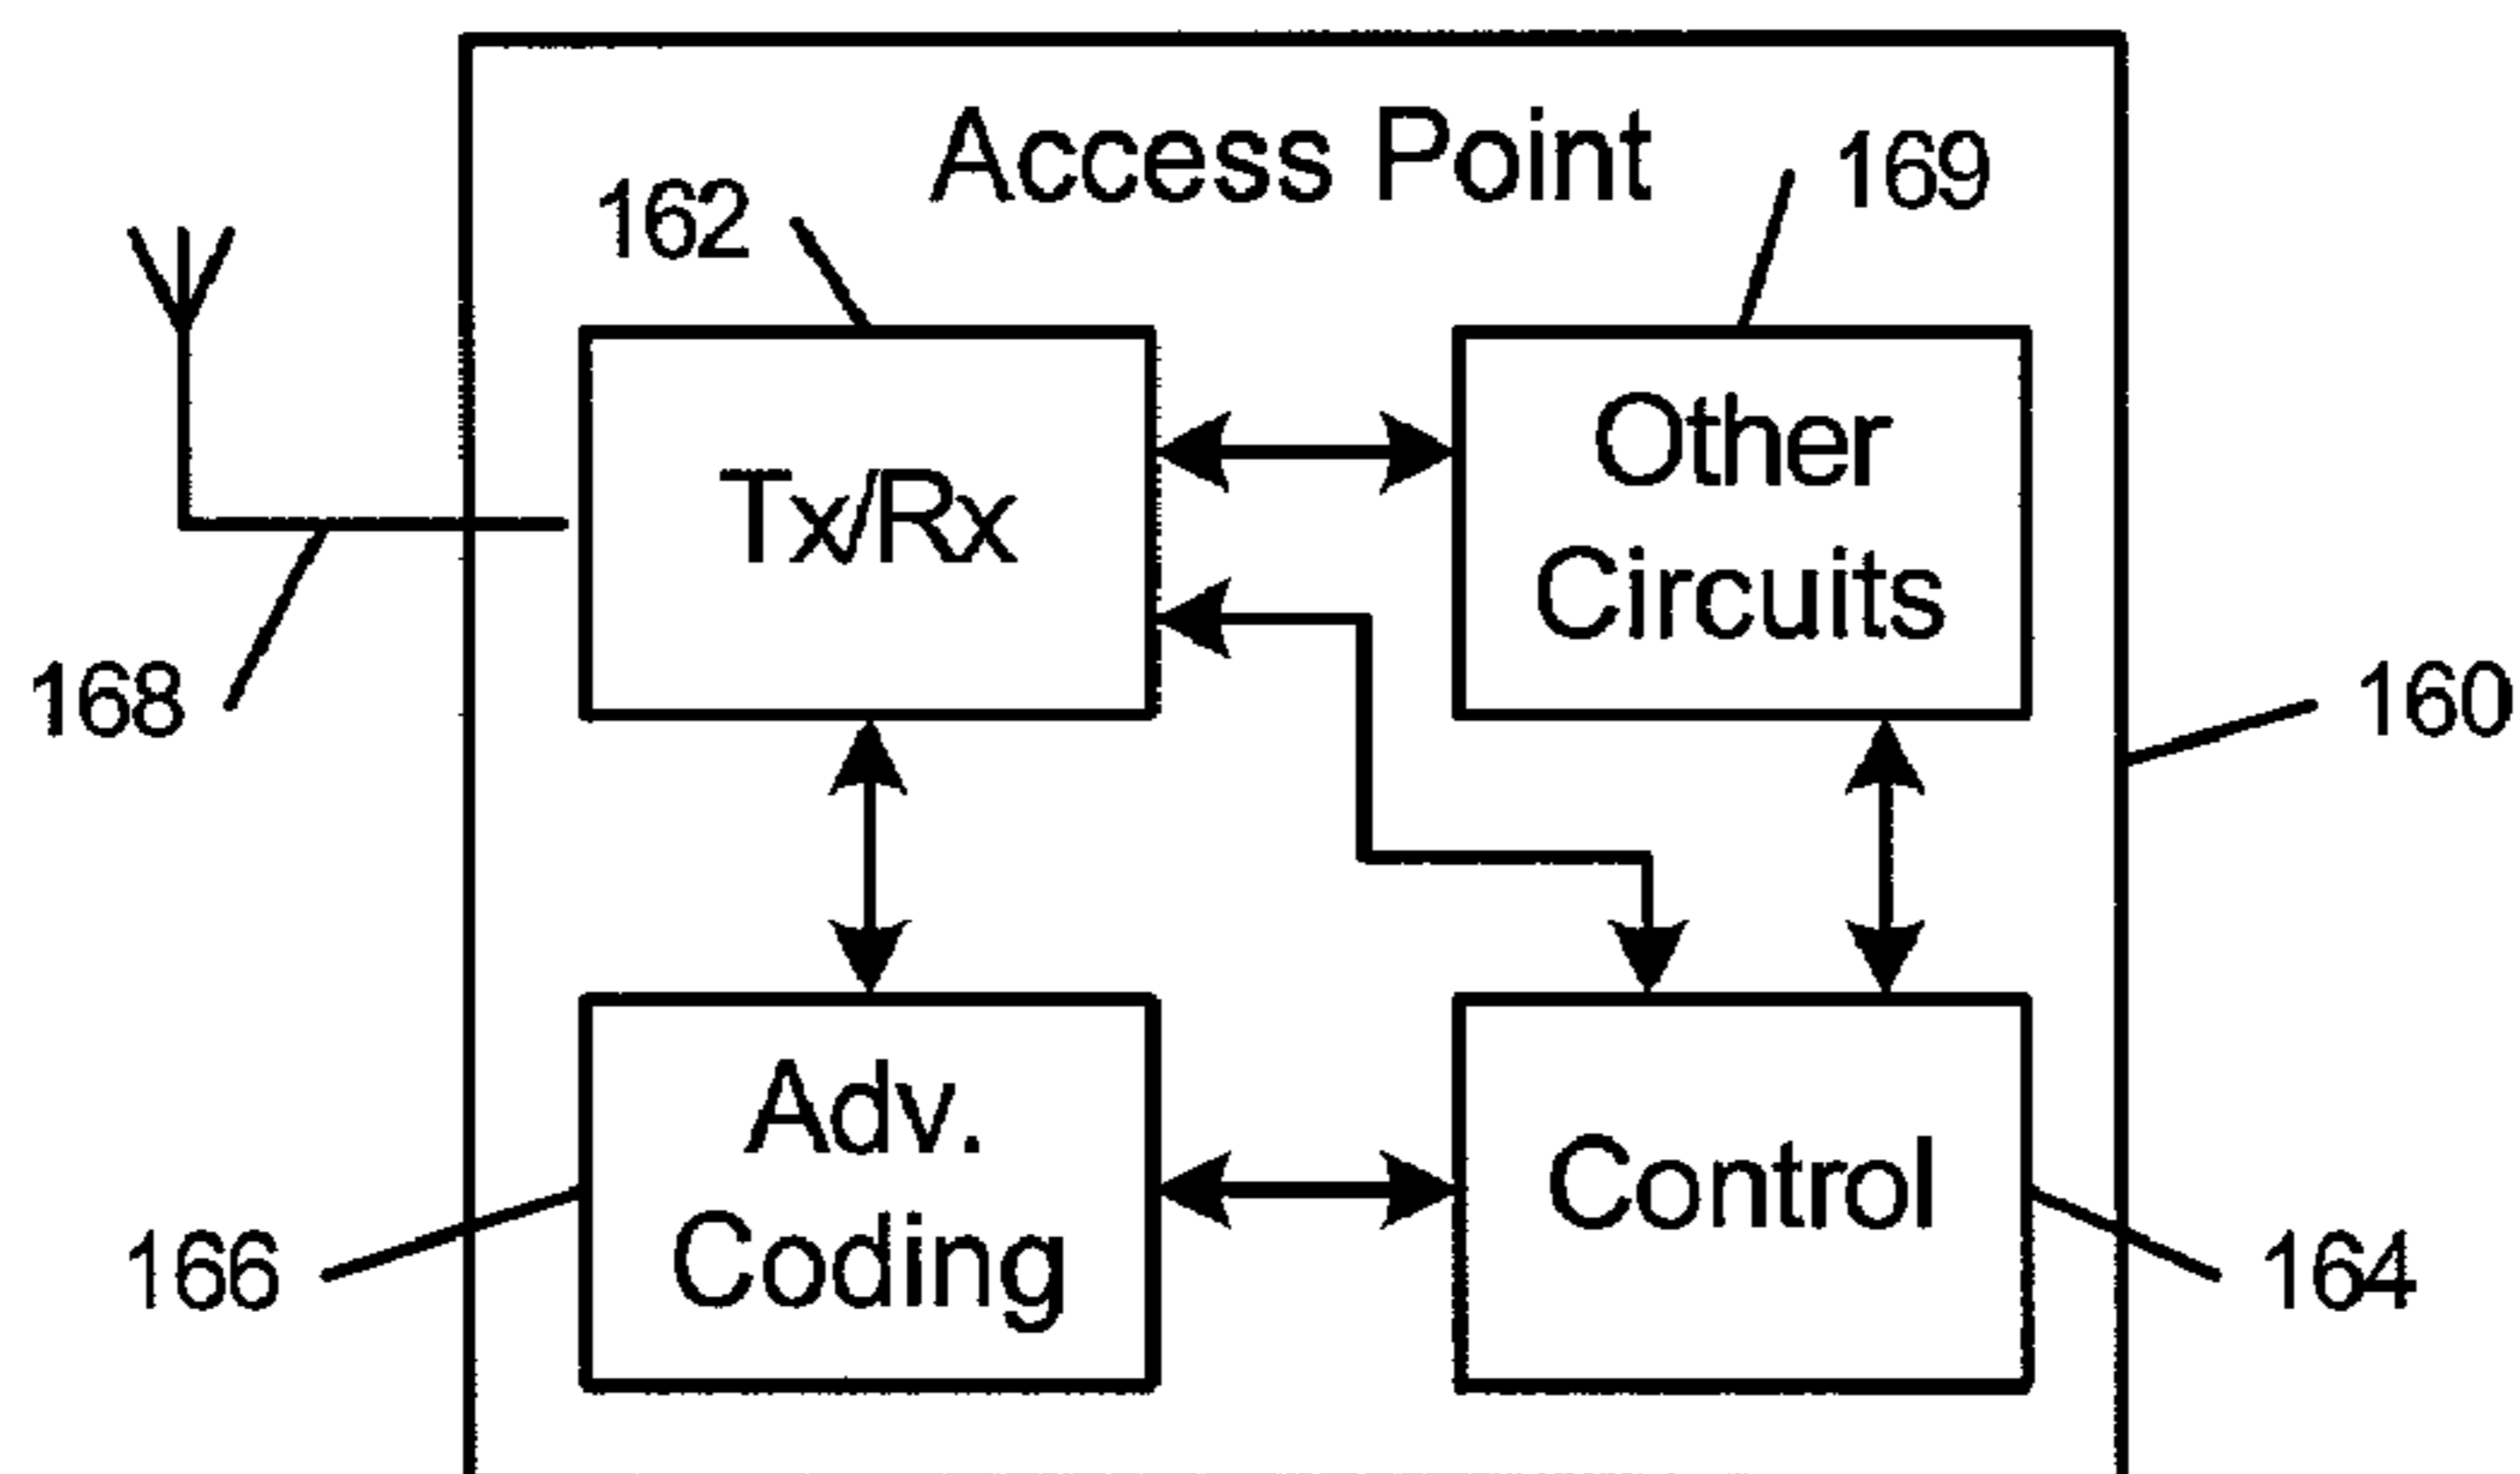 Access Point
162
169
Tx/Rx
Other
Circuits
168
160
Adv.
Coding
Control
166
164